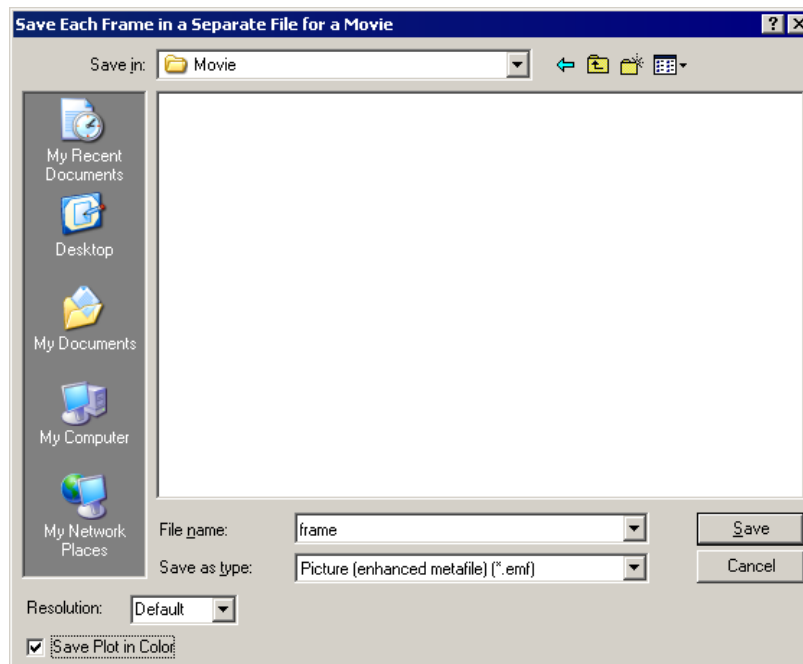 Save Each Frame in a Separate File for a Movie
Save in:
Movie
My Recent
Documents
Desktop
My Documents
My Computer
My Network
Places
File name:
frame
Save
Save as type:
Picture (enhanced metafile) (*.emf)
Cancel
Resolution:
Default
Save Plot in Color